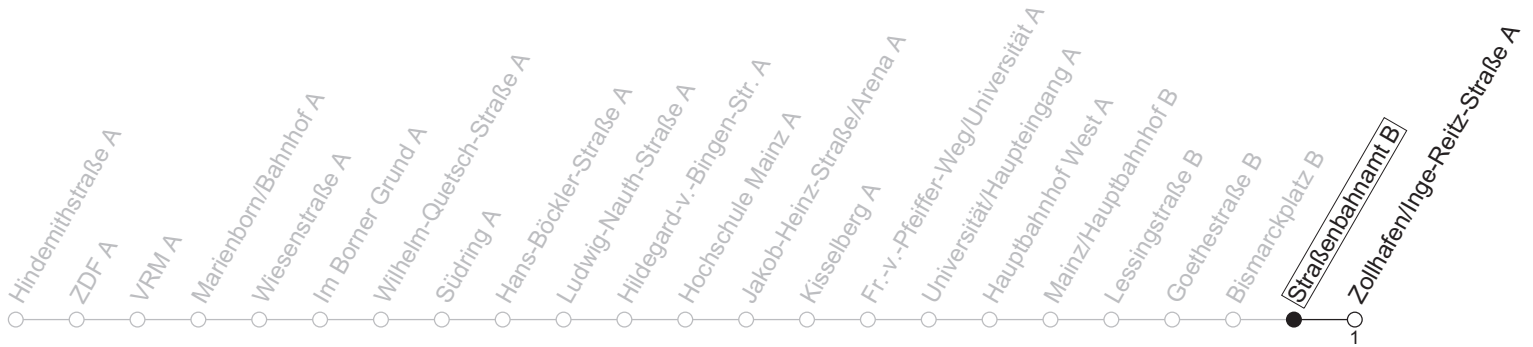 Hindemithstraße A
ZDF A
VRM A
Marienborn/Bahnhof A
Wiesenstraße A
Im Borner Grund A
Wilhelm-Quetsch-Straße A
Südring A
Hans-Böckler-Straße A
Ludwig-Nauth-Straße A
Hildegard-v.-Bingen-Str. A
Hochschule Mainz A
Jakob-Heinz-Straße/Arena A
Kisselberg A
Fr.-v.-Pfeiffer-Weg/Universität A
Universität/Haupteingang A
Hauptbahnhof West A
Mainz/Hauptbahnhof B
Lessingstraße B
Goethestraße B
Bismarckplatz B
Straßenbahnamt B
Zollhafen/Inge-Reitz-Straße A
1